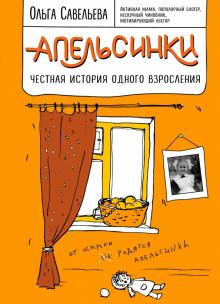 Ольга Савельева
Активная мама, популярный блогер,
нескучный чиновник,
мотивирующий лектор
АПЕЛЬСИНКИ
ЧЕСТНАЯ ИСТОРИЯ ОДНОГО ВЗРОСЛЕНИЯ
от осинки не родятся апельсинки